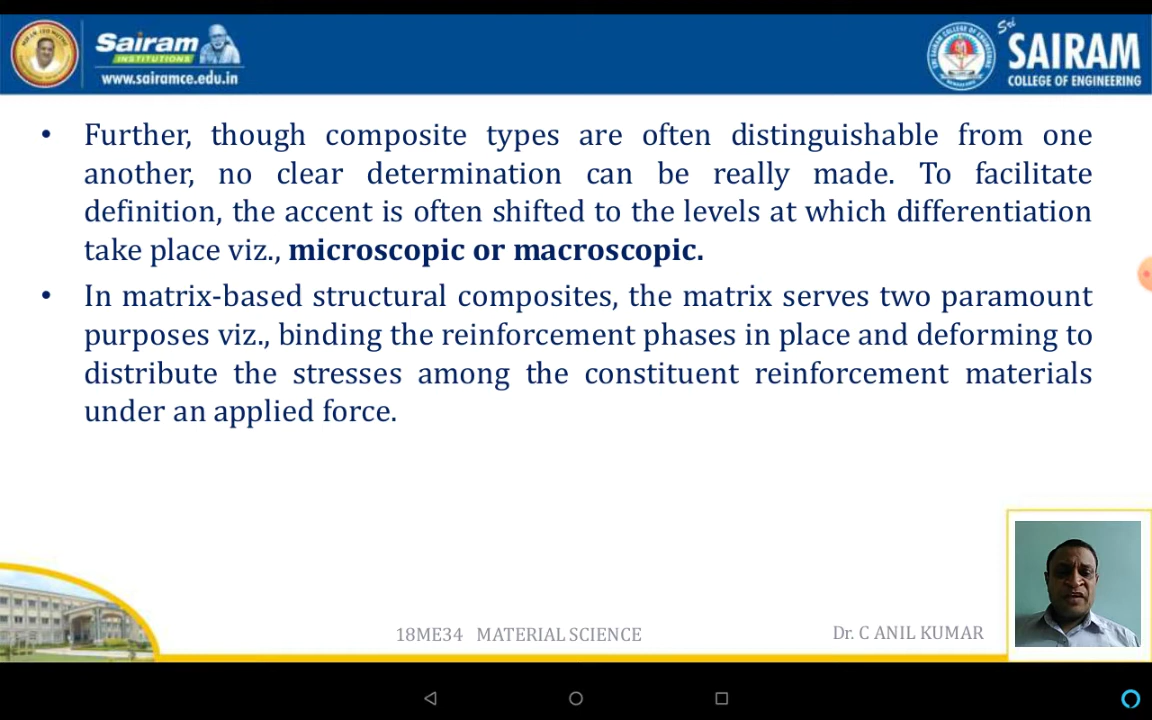 Sairam
INSTITUTIONS
www.sairamce.edu.in
Sri
SAIRAM
COLLEGE OF ENGINEERING
• Further, though composite types are often distinguishable from one
another, no clear determination can be really made. To facilitate
definition, the accent is often shifted to the levels at which differentiation
take place viz., microscopic or macroscopic.
• In matrix-based structural composites, the matrix serves two paramount
purposes viz., binding the reinforcement phases in place and deforming to
distribute the stresses among the constituent reinforcement materials
under an applied force.
18ME34 MATERIAL SCIENCE
Dr. C ANIL KUMAR